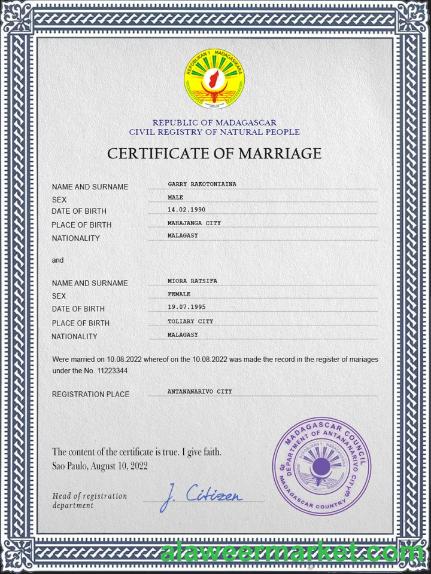 REPUBLIC OF MADAGASCAR
CIVIL REGISTRY OF NATURAL PEOPLE
CERTIFICATE OF MARRIAGE
NAME AND SURNAME GARRY RAKOTONIAINA
SEX MALE
DATE OF BIRTH 14.02.1990
PLACE OF BIRTH MAHAJANGA CITY
NATIONALITY MALAGASY
and
NAME AND SURNAME MIORA RATSIFA
SEX FEMALE
DATE OF BIRTH 19.07.1995
PLACE OF BIRTH TOLIARY CITY
NATIONALITY MALAGASY
Were married on 10.08.2022 whereof on the 10.08.2022 was made the record in the register of mariages
under the No. 11223344
REGISTRATION PLACE ANTANANARIVO CITY
The content of the certificate is true. I give faith.
Sao Paulo, August 10, 2022
Head of registration
department
J. Citizen
MADAGASCAR COUNCIL
DEPARTMENT OF ANTANANARIVO CITY
MADAGASCAR COUNTRY